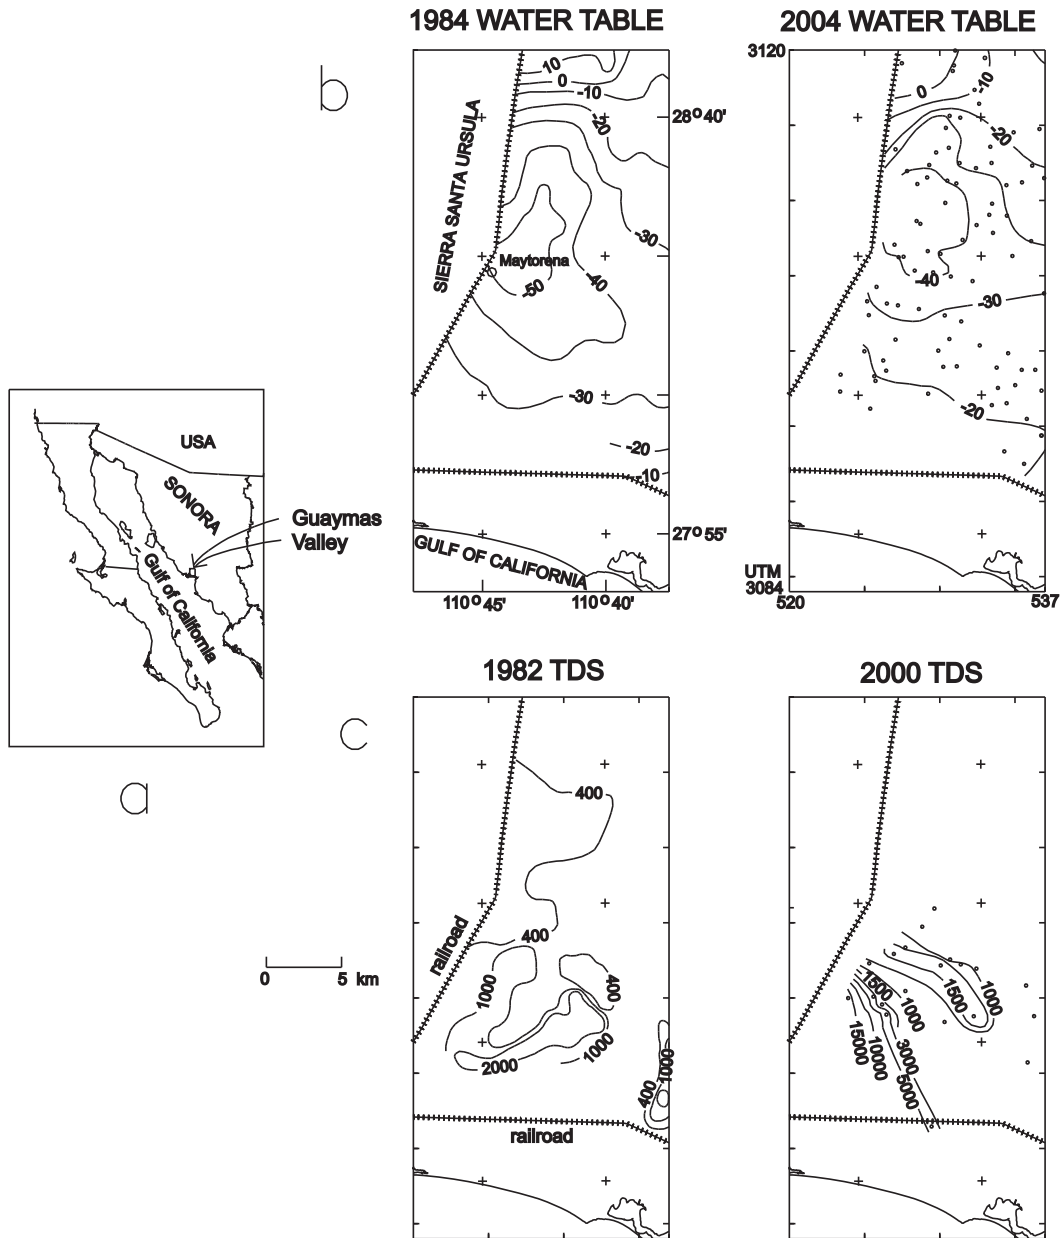 1984 WATER TABLE
2004 WATER TABLE
b
10
0
-10
-20
-30
-40
-50
-30
-20
-10
SIERRA SANTA URSULA
Maytorena
28° 40'
27° 55'
GULF OF CALIFORNIA
110° 45'
110° 40'
3120
0
-10
-20
-40
-30
-20
UTM
3084
520
537
USA
SONORA
Guaymas
Valley
Gulf of California
a
c
0
5 km
1982 TDS
2000 TDS
400
400
1000
400
2000
1000
400
1000
railroad
railroad
1500
1000
1500
1000
15000
10000
3000
5000